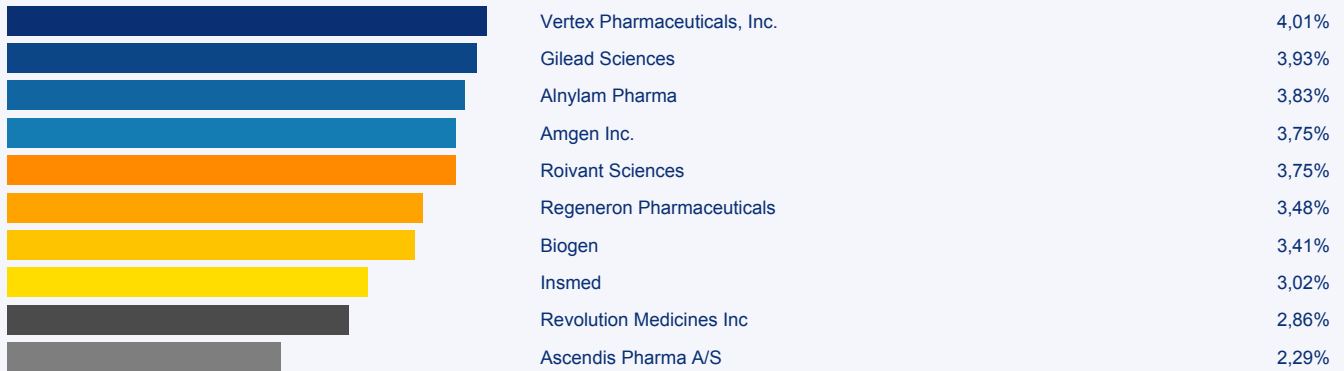 Vertex Pharmaceuticals, Inc. 4,01%
Gilead Sciences 3,93%
Alnylam Pharma 3,83%
Amgen Inc. 3,75%
Roivant Sciences 3,75%
Regeneron Pharmaceuticals 3,48%
Biogen 3,41%
Insmed 3,02%
Revolution Medicines Inc 2,86%
Ascendis Pharma A/S 2,29%